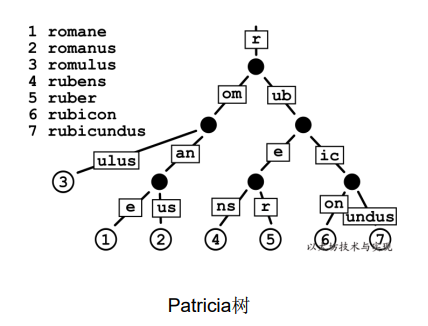 1 romane
2 romanus
3 romulus
4 rubens
5 ruber
6 rubicon
7 rubicundus
r
om
ub
ulus
an
e
ic
3
e
us
ns
r
on
undus
1
2
4
5
6
7
以太坊技术与实现
Patricia树